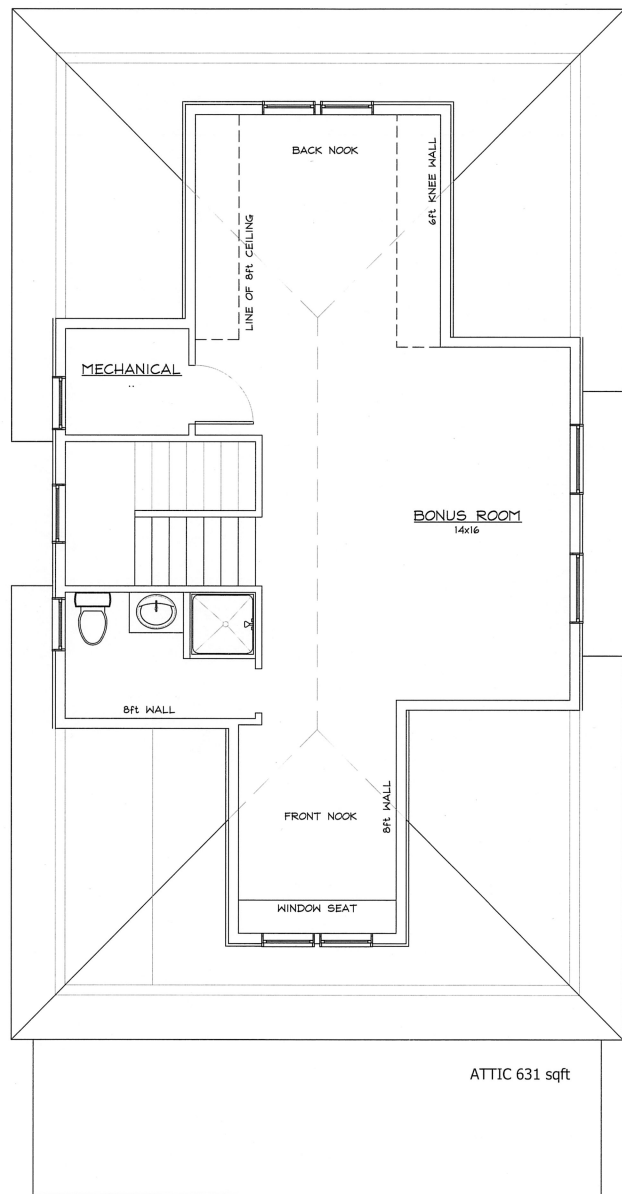 BACK NOOK
6ft KNEE WALL
LINE OF 8ft CEILING
MECHANICAL
..
BONUS ROOM
14x16
8ft WALL
FRONT NOOK
8ft WALL
WINDOW SEAT
ATTIC 631 sqft